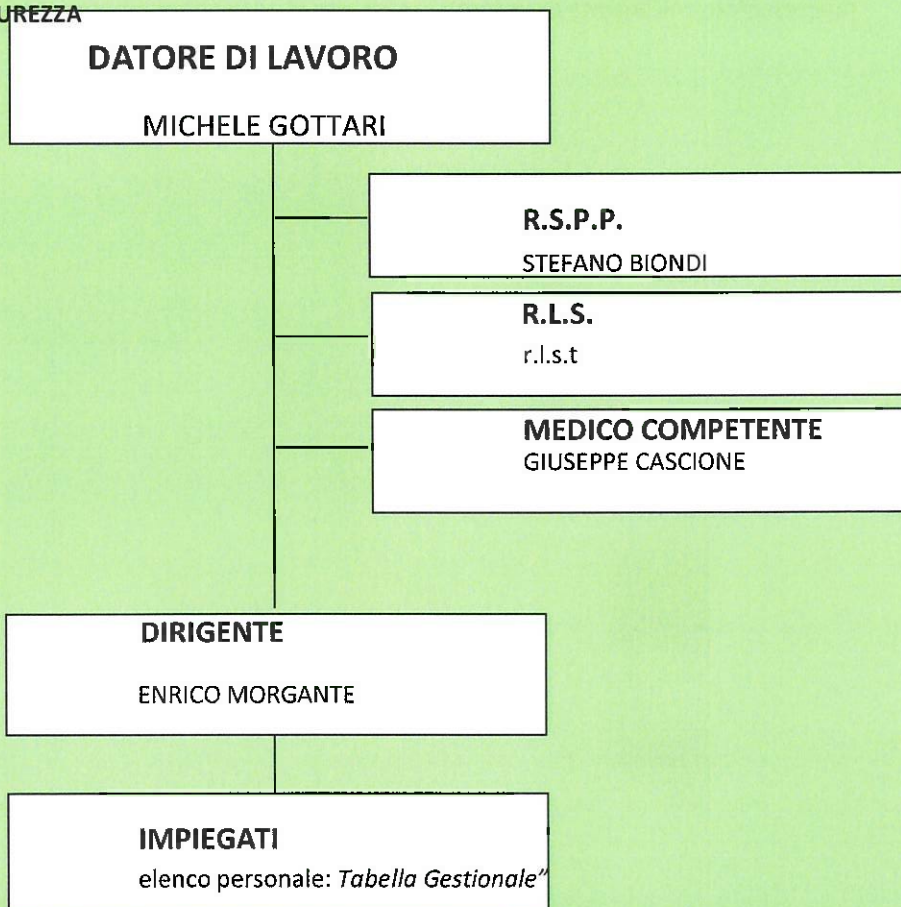 UREZZA
DATORE DI LAVORO
MICHELE GOTTARI
R.S.P.P.
STEFANO BIONDI
R.L.S.
r.l.s.t
MEDICO COMPETENTE
GIUSEPPE CASCIONE
DIRIGENTE
ENRICO MORGANTE
IMPIEGATI
elenco personale: Tabella Gestionale"